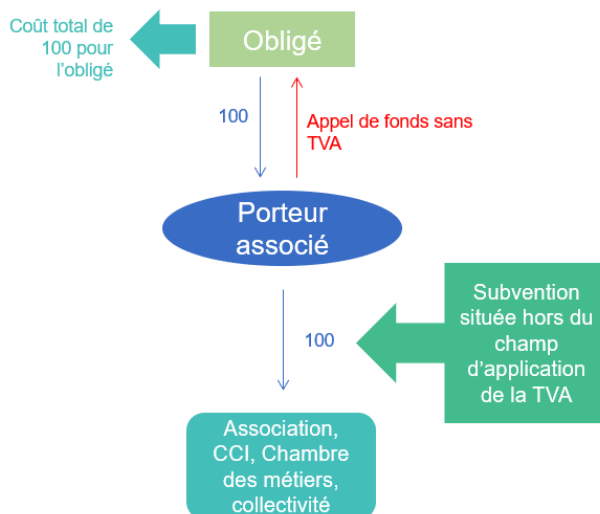 Coût total de
100 pour
l'obligé
Obligé
100
Appel de fonds sans
TVA
Porteur
associé
100
Subvention
située hors du
champ
d'application
de la TVA
Association,
CCI, Chambre
des métiers,
collectivité